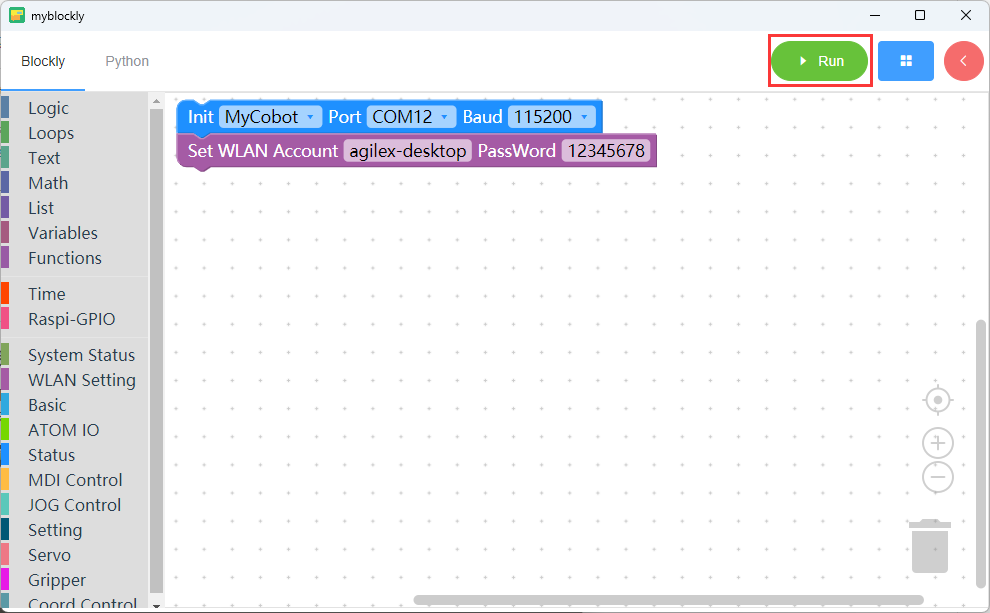 myblockly
Blockly Python Run
Logic
Loops
Text
Math
List
Variables
Functions
Time
Raspi-GPIO
System Status
WLAN Setting
Basic
ATOM IO
Status
MDI Control
JOG Control
Setting
Servo
Gripper
Coord Control
Init MyCobot Port COM12 Baud 115200
Set WLAN Account agilex-desktop PassWord 12345678